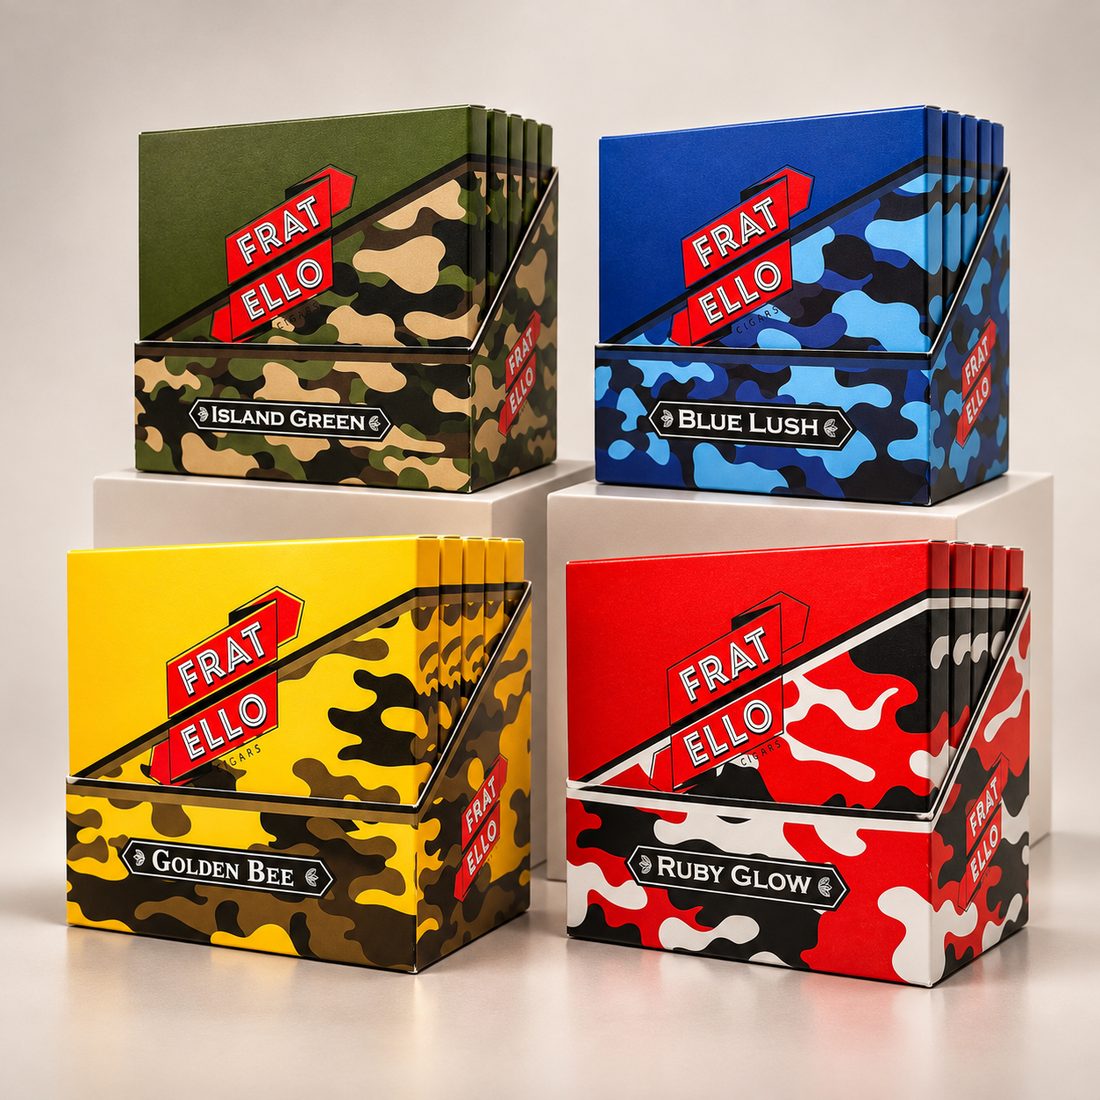 FRAT
ELLO
CIGARS
FRAT
ELLO
ISLAND GREEN
FRAT
ELLO
CIGARS
FRAT
ELLO
BLUE LUSH
FRAT
ELLO
CIGARS
FRAT
ELLO
GOLDEN BEE
FRAT
ELLO
CIGARS
FRAT
ELLO
RUBY GLOW